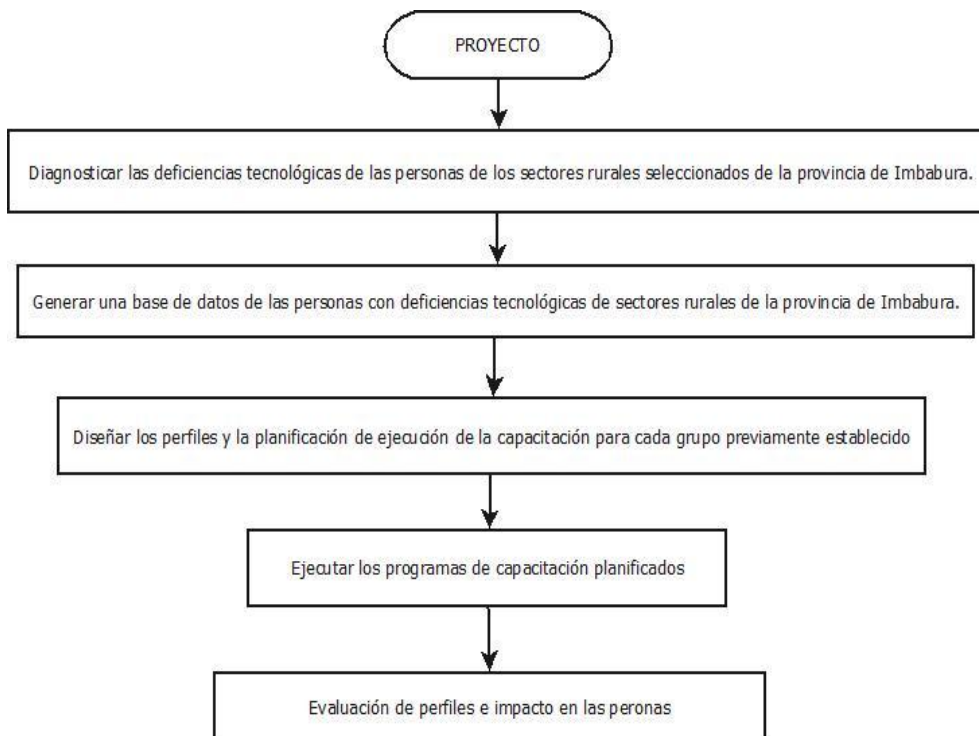 PROYECTO
Diagnosticar las deficiencias tecnológicas de las personas de los sectores rurales seleccionados de la provincia de Imbabura.
Generar una base de datos de las personas con deficiencias tecnológicas de sectores rurales de la provincia de Imbabura.
Diseñar los perfiles y la planificación de ejecución de la capacitación para cada grupo previamente establecido
Ejecutar los programas de capacitación planificados
Evaluación de perfiles e impacto en las peronas